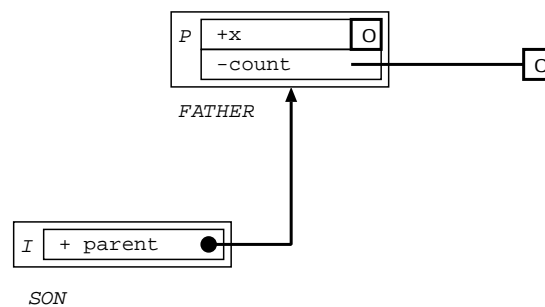 P +x O
-count O
FATHER
I + parent
SON